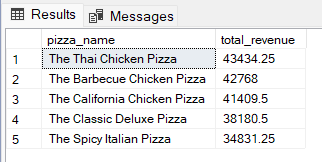 Results Messages
pizza_name total_revenue
1 The Thai Chicken Pizza 43434.25
2 The Barbecue Chicken Pizza 42768
3 The California Chicken Pizza 41409.5
4 The Classic Deluxe Pizza 38180.5
5 The Spicy Italian Pizza 34831.25